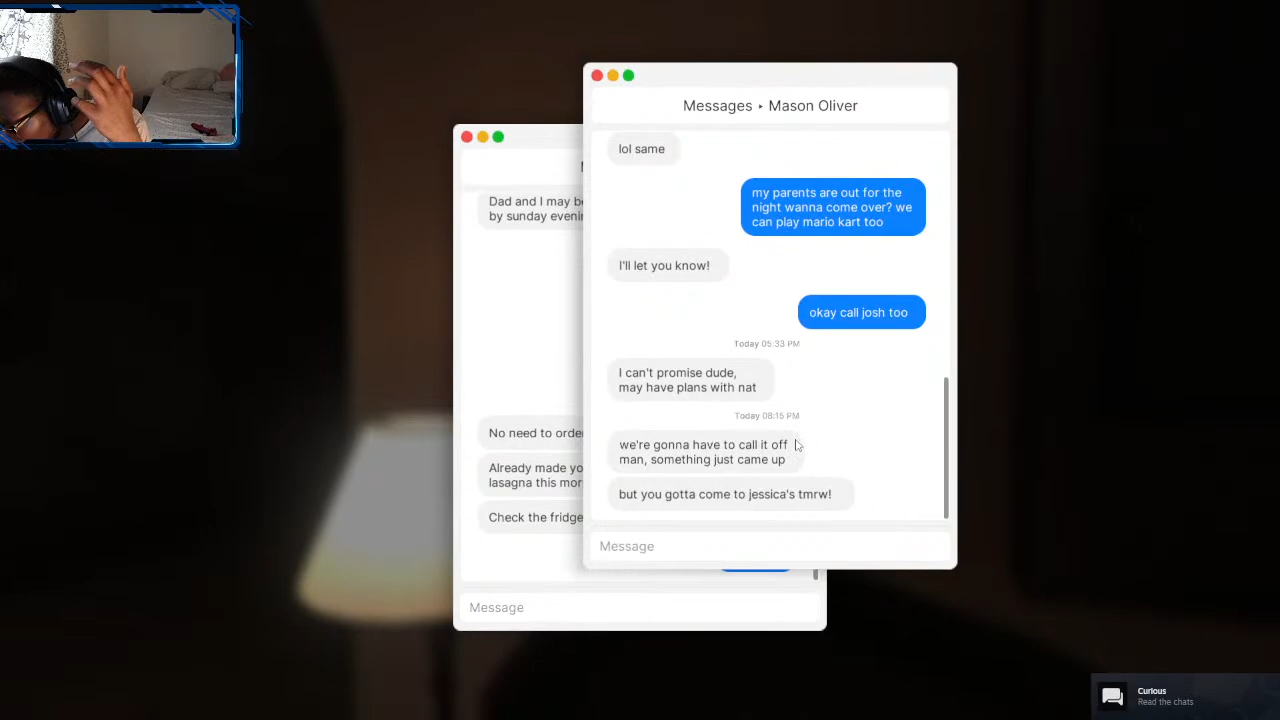 Messages ▸ Mason Oliver
lol same
my parents are out for the
night wanna come over? we
can play mario kart too
I'll let you know!
okay call josh too
Today 05:33 PM
I can't promise dude,
may have plans with nat
Today 08:15 PM
we're gonna have to call it off
man, something just came up
but you gotta come to jessica's tmrw!
Message
Dad and I may be
by sunday evenin
No need to orde
Already made yo
lasagna this mor
Check the fridge
Message
Curious
Read the chats